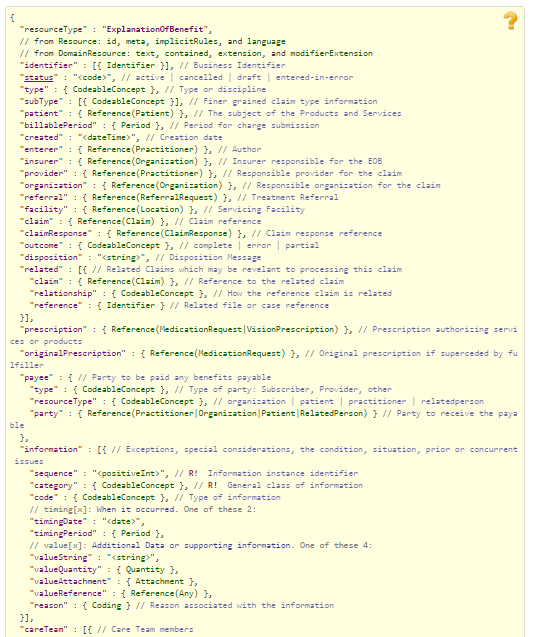 {
"resourceType" : "ExplanationOfBenefit",
// from Resource: id, meta, implicitRules, and language
// from DomainResource: text, contained, extension, and modifierExtension
"identifier" : [{ Identifier }], // Business Identifier
"status" : "<code>", // active | cancelled | draft | entered-in-error
"type" : { CodeableConcept }, // Type or discipline
"subType" : [{ CodeableConcept }], // Finer grained claim type information
"patient" : { Reference(Patient) }, // The subject of the Products and Services
"billablePeriod" : { Period }, // Period for charge submission
"created" : "<dateTime>", // Creation date
"enterer" : { Reference(Practitioner) }, // Author
"insurer" : { Reference(Organization) }, // Insurer responsible for the EOB
"provider" : { Reference(Practitioner) }, // Responsible provider for the claim
"organization" : { Reference(Organization) }, // Responsible organization for the claim
"referral" : { Reference(ReferralRequest) }, // Treatment Referral
"facility" : { Reference(Location) }, // Servicing Facility
"claim" : { Reference(Claim) }, // Claim reference
"claimResponse" : { Reference(ClaimResponse) }, // Claim response reference
"outcome" : { CodeableConcept }, // complete | error | partial
"disposition" : "<string>", // Disposition Message
"related" : [{ // Related Claims which may be revelant to processing this claim
"claim" : { Reference(Claim) }, // Reference to the related claim
"relationship" : { CodeableConcept }, // How the reference claim is related
"reference" : { Identifier } // Related file or case reference
}],
"prescription" : { Reference(MedicationRequest|VisionPrescription) }, // Prescription authorizing servi
ces or products
"originalPrescription" : { Reference(MedicationRequest) }, // Original prescription if superceded by fu
lfiller
"payee" : { // Party to be paid any benefits payable
"type" : { CodeableConcept }, // Type of party: Subscriber, Provider, other
"resourceType" : { CodeableConcept }, // organization | patient | practitioner | relatedperson
"party" : { Reference(Practitioner|Organization|Patient|RelatedPerson) } // Party to receive the paya
ble
},
"information" : [{ // Exceptions, special considerations, the condition, situation, prior or concurrent
issues
"sequence" : "<positiveInt>", // R! Information instance identifier
"category" : { CodeableConcept }, // R! General class of information
"code" : { CodeableConcept }, // Type of information
// timing[x]: When it occurred. One of these 2:
"timingDate" : "<date>",
"timingPeriod" : { Period },
// value[x]: Additional Data or supporting information. One of these 4:
"valueString" : "<string>",
"valueQuantity" : { Quantity },
"valueAttachment" : { Attachment },
"valueReference" : { Reference(Any) },
"reason" : { Coding } // Reason associated with the information
}],
"careTeam" : [{ // Care Team members